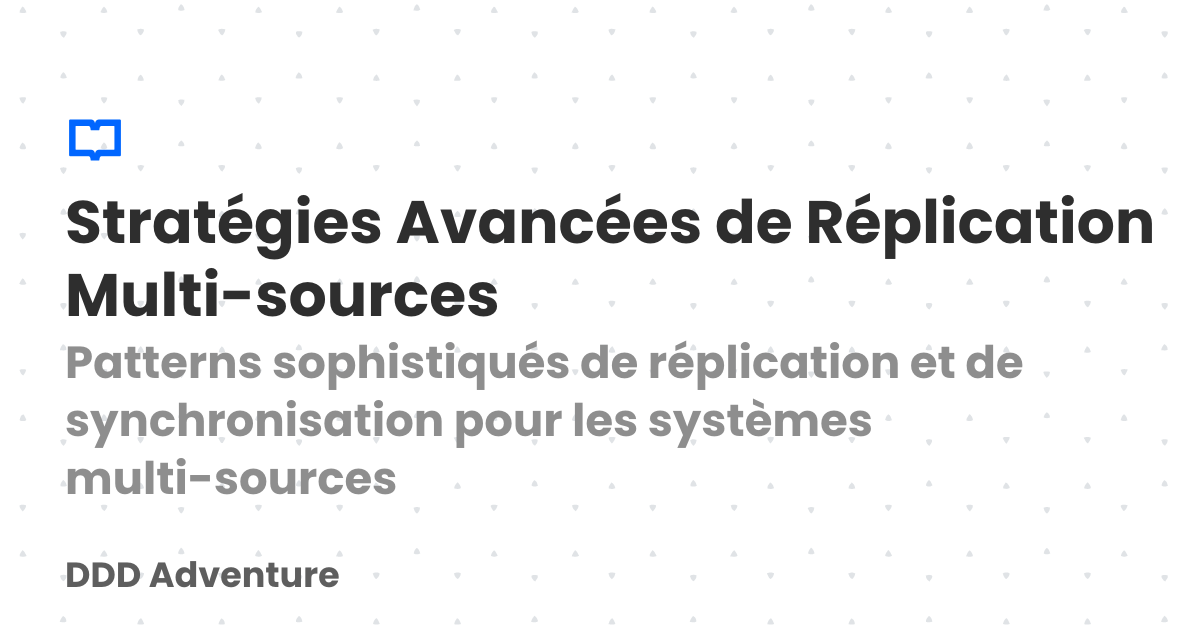 Stratégies Avancées de Réplication
Multi-sources
Patterns sophistiqués de réplication et de
synchronisation pour les systèmes
multi-sources
DDD Adventure